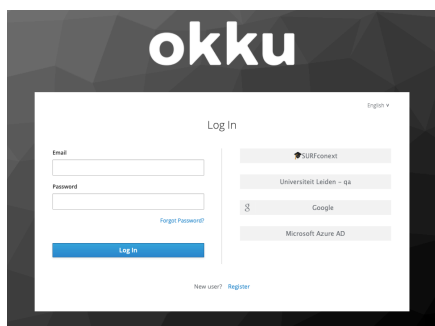 okku
English ∨
Log In
Email
Password
Forgot Password?
Log In
SURFconext
Universiteit Leiden - qa
Google
Microsoft Azure AD
New user? Register